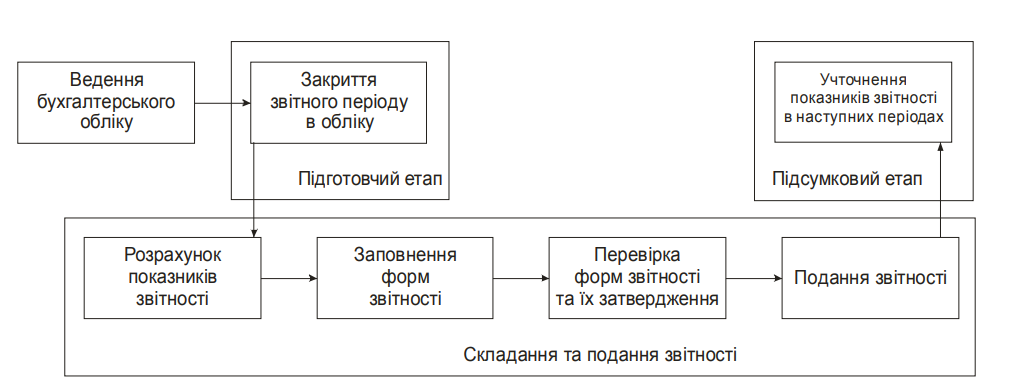 Ведення
бухгалтерського
обліку
Закриття
звітного періоду
в обліку
Підготовчий етап
Уточнення
показників звітності
в наступних періодах
Підсумковий етап
Розрахунок
показників
звітності
Заповнення
форм
звітності
Перевірка
форм звітності
та їх затвердження
Подання звітності
Складання та подання звітності